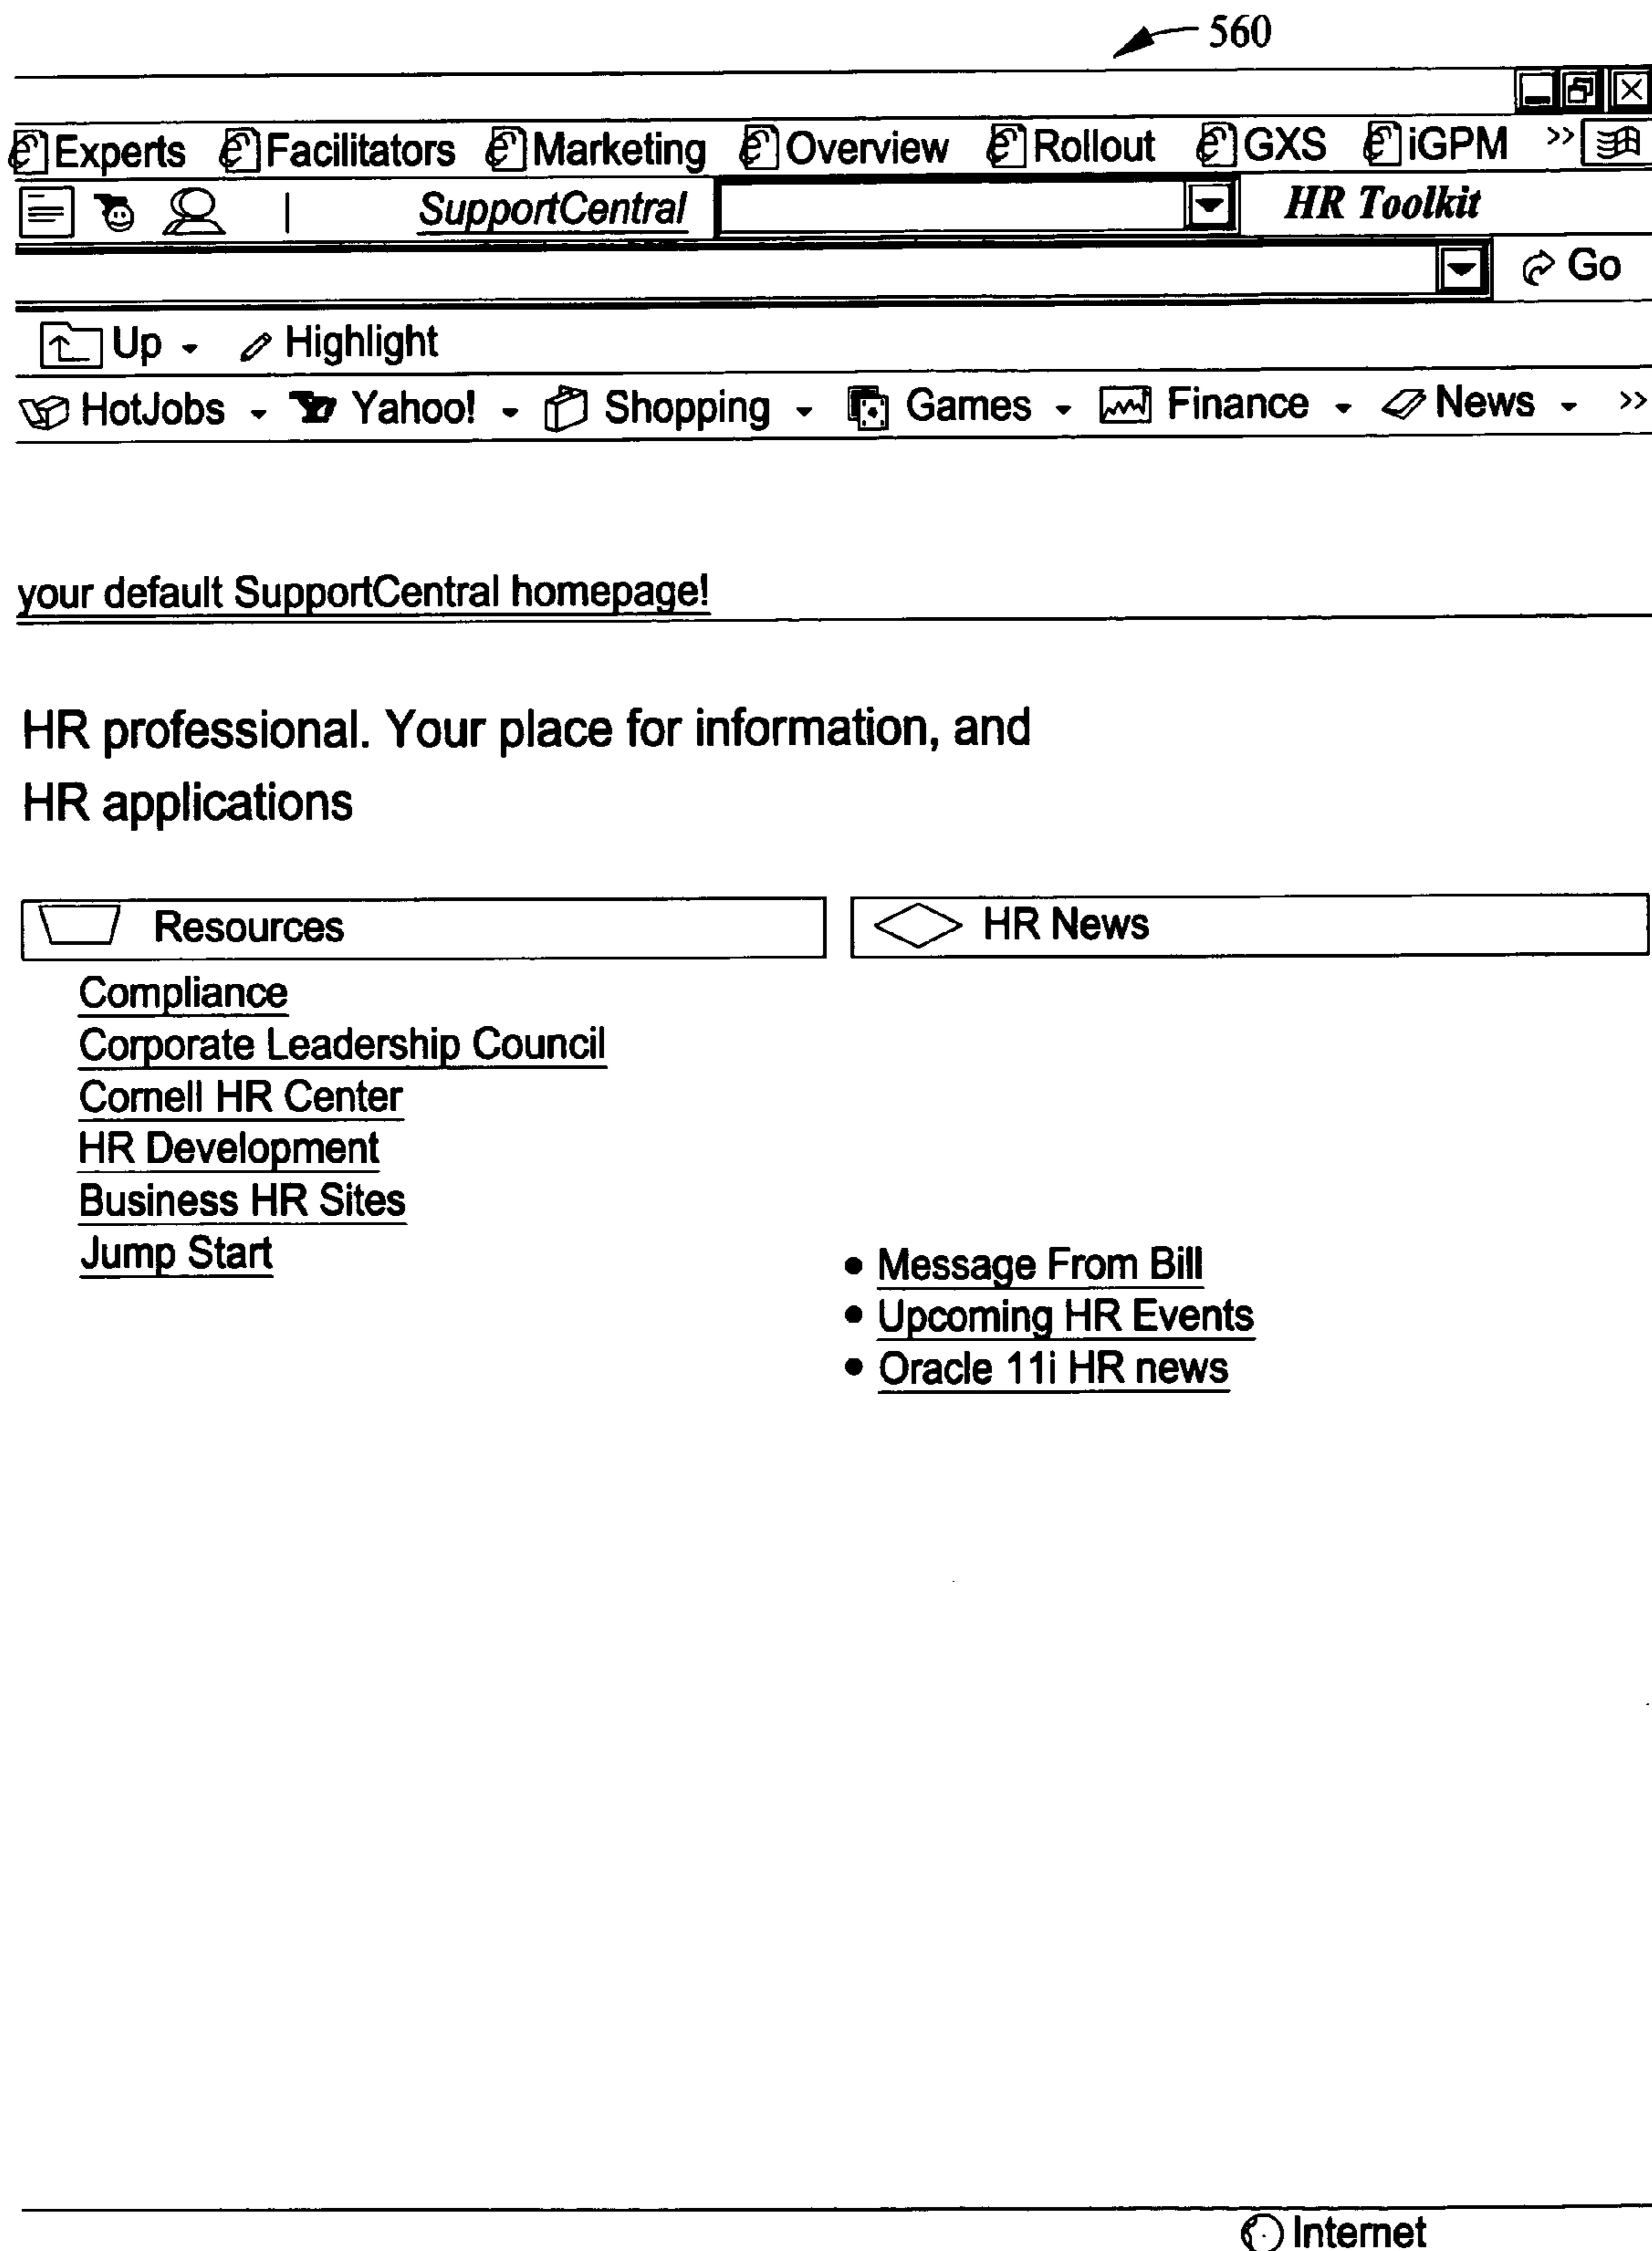 560
Experts Facilitators Marketing Overview Rollout GXS iGPM >>
SupportCentral HR Toolkit
Go
Up Highlight
HotJobs Yahoo! Shopping Games Finance News >>
your default SupportCentral homepage!
HR professional. Your place for information, and
HR applications
Resources
Compliance
Corporate Leadership Council
Cornell HR Center
HR Development
Business HR Sites
Jump Start
HR News
• Message From Bill
• Upcoming HR Events
• Oracle 11i HR news
Internet